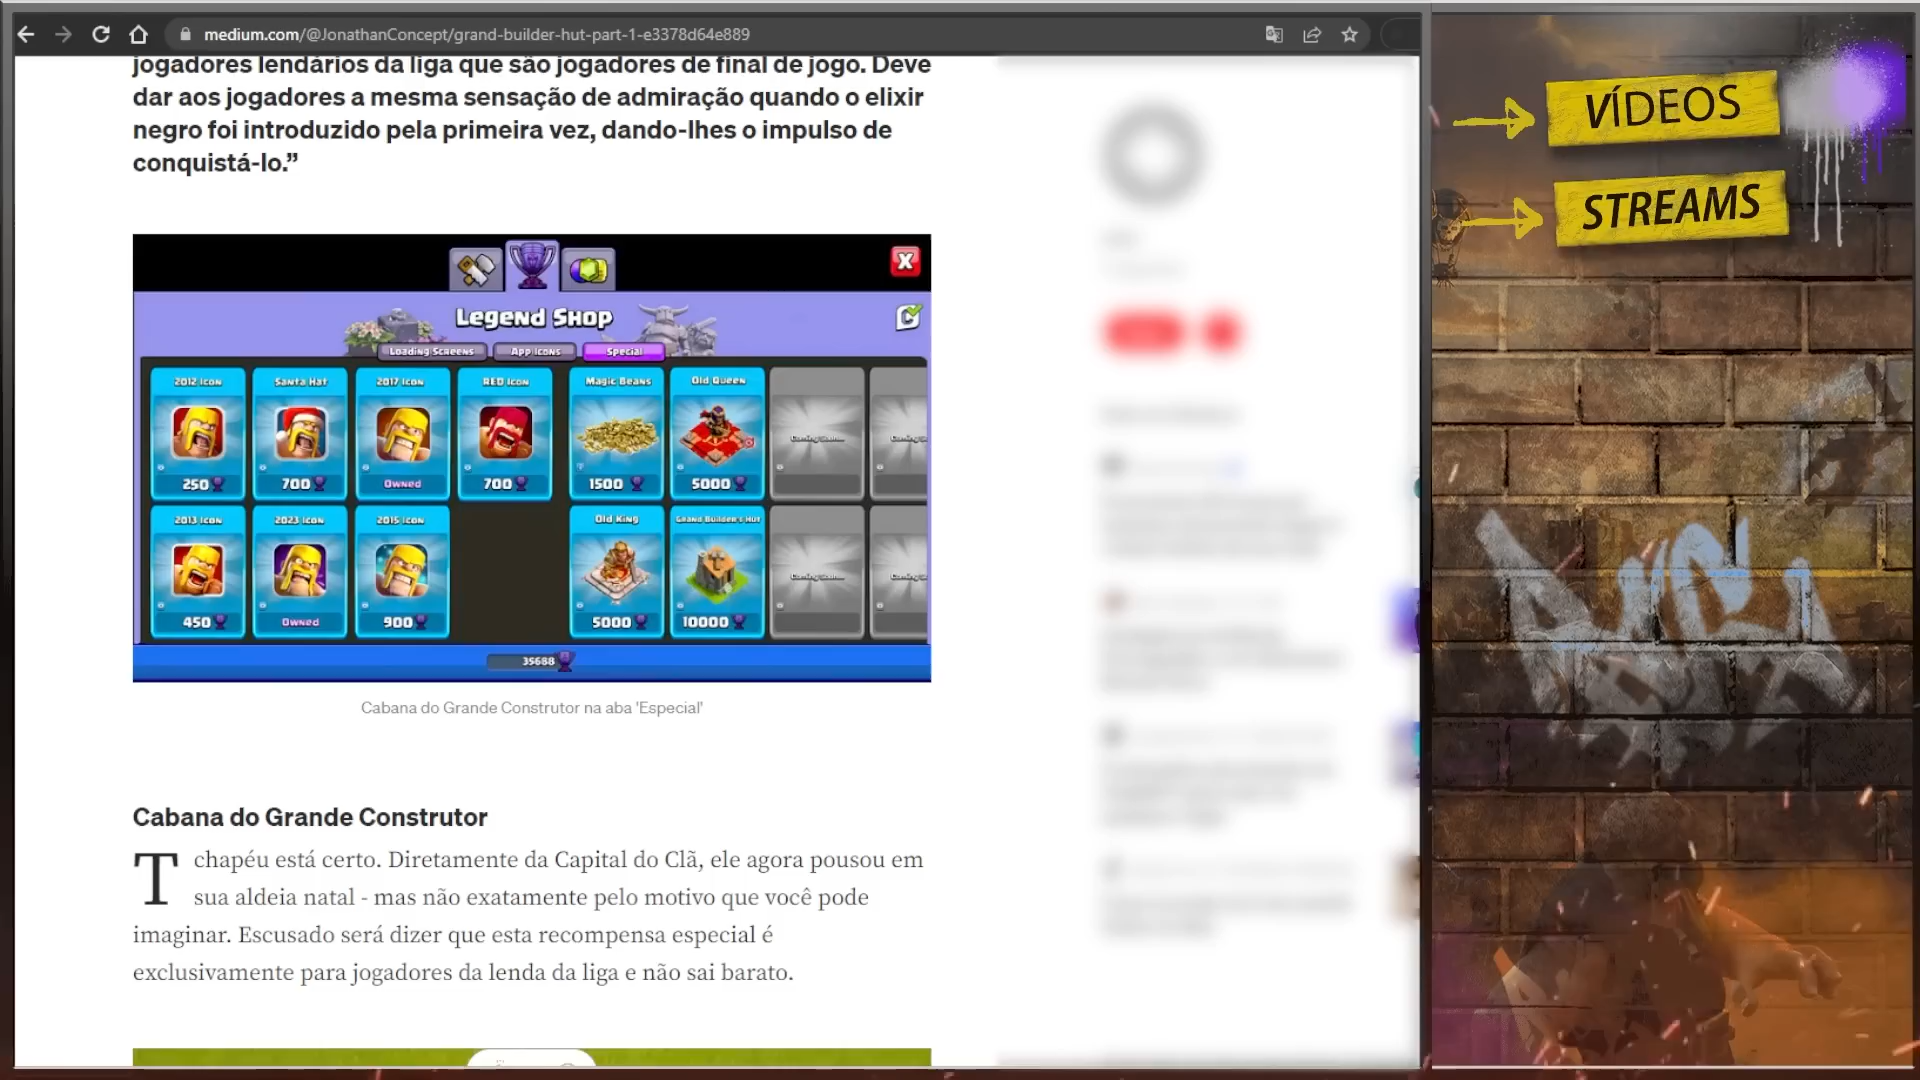 medium.com/@JonathanConcept/grand-builder-hut-part-1-e3378d64e889
jogadores lendários da liga que são jogadores de final de jogo. Deve
dar aos jogadores a mesma sensação de admiração quando o elixir
negro foi introduzido pela primeira vez, dando-lhes o impulso de
conquistá-lo.”
Legend Shop
Loading Screens App Icons Special
2012 Icon Santa Hat 2017 Icon RED Icon Magic Beans Old Queen
Coming Soon...
250 700 Owned 700 1500 5000
2013 Icon 2023 Icon 2015 Icon Old King Grand Builder's Hut
Coming Soon...
450 Owned 900 5000 10000
35688
Cabana do Grande Construtor na aba 'Especial'
Cabana do Grande Construtor
T chapéu está certo. Diretamente da Capital do Clã, ele agora pousou em
sua aldeia natal - mas não exatamente pelo motivo que você pode
imaginar. Escusado será dizer que esta recompensa especial é
exclusivamente para jogadores da lenda da liga e não sai barato.
VÍDEOS
STREAMS